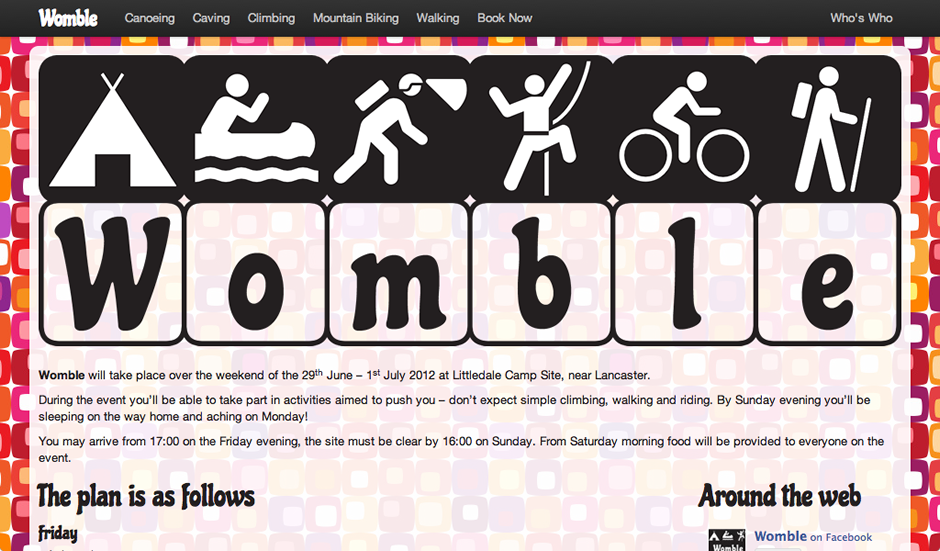 Womble Canoeing Caving Climbing Mountain Biking Walking Book Now Who's Who
Womble
Womble will take place over the weekend of the 29th June – 1st July 2012 at Littledale Camp Site, near Lancaster.
During the event you'll be able to take part in activities aimed to push you – don't expect simple climbing, walking and riding. By Sunday evening you'll be
sleeping on the way home and aching on Monday!
You may arrive from 17:00 on the Friday evening, the site must be clear by 16:00 on Sunday. From Saturday morning food will be provided to everyone on the
event.
The plan is as follows
Around the web
friday
Womble on Facebook
Womble